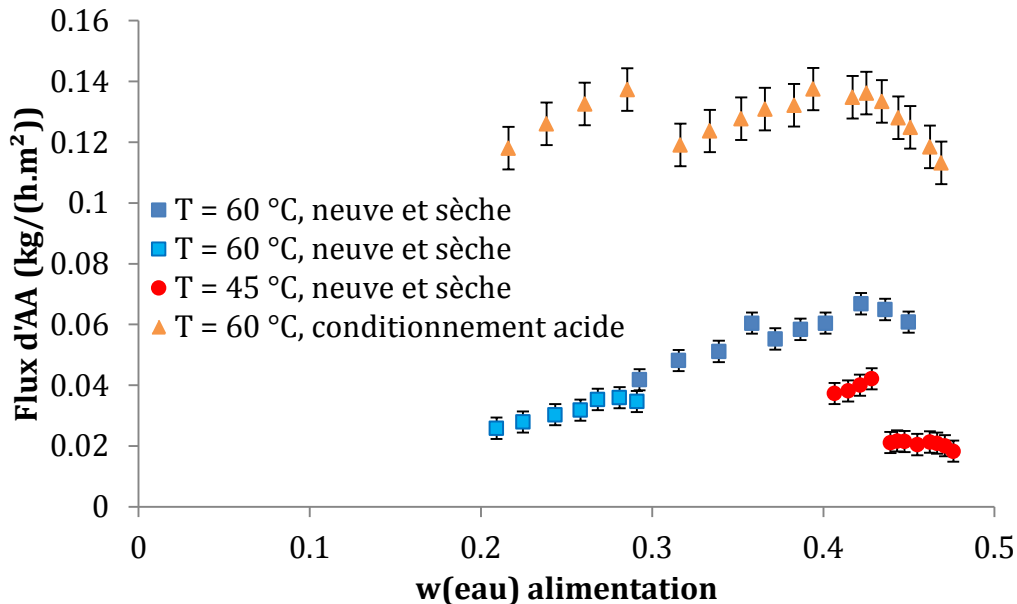 0.16
0.14
0.12
0.1
0.08
0.06
0.04
0.02
0
Flux d'AA (kg/(h.m²))
T = 60 °C, neuve et sèche
T = 60 °C, neuve et sèche
T = 45 °C, neuve et sèche
T = 60 °C, conditionnement acide
0 0.1 0.2 0.3 0.4 0.5
w(eau) alimentation